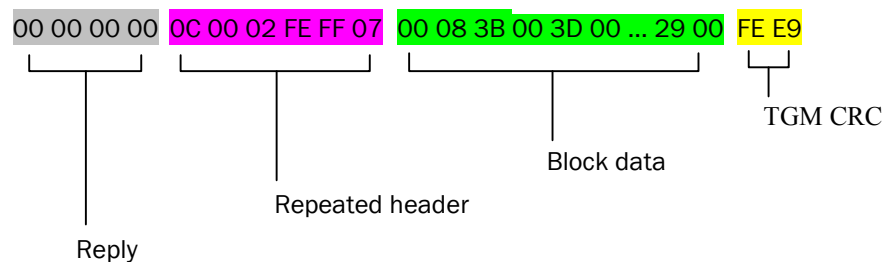 00 00 00 00 0C 00 02 FE FF 07 00 08 3B 00 3D 00 ... 29 00 FE E9
TGM CRC
Block data
Repeated header
Reply